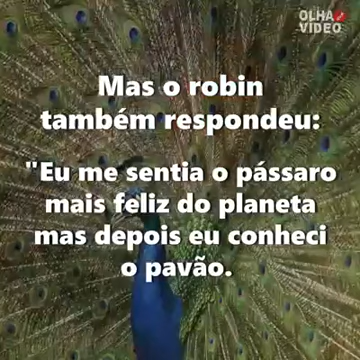 OLHA
VIDEO
Mas o robin
também respondeu:
"Eu me sentia o pássaro
mais feliz do planeta
mas depois eu conheci
o pavão.